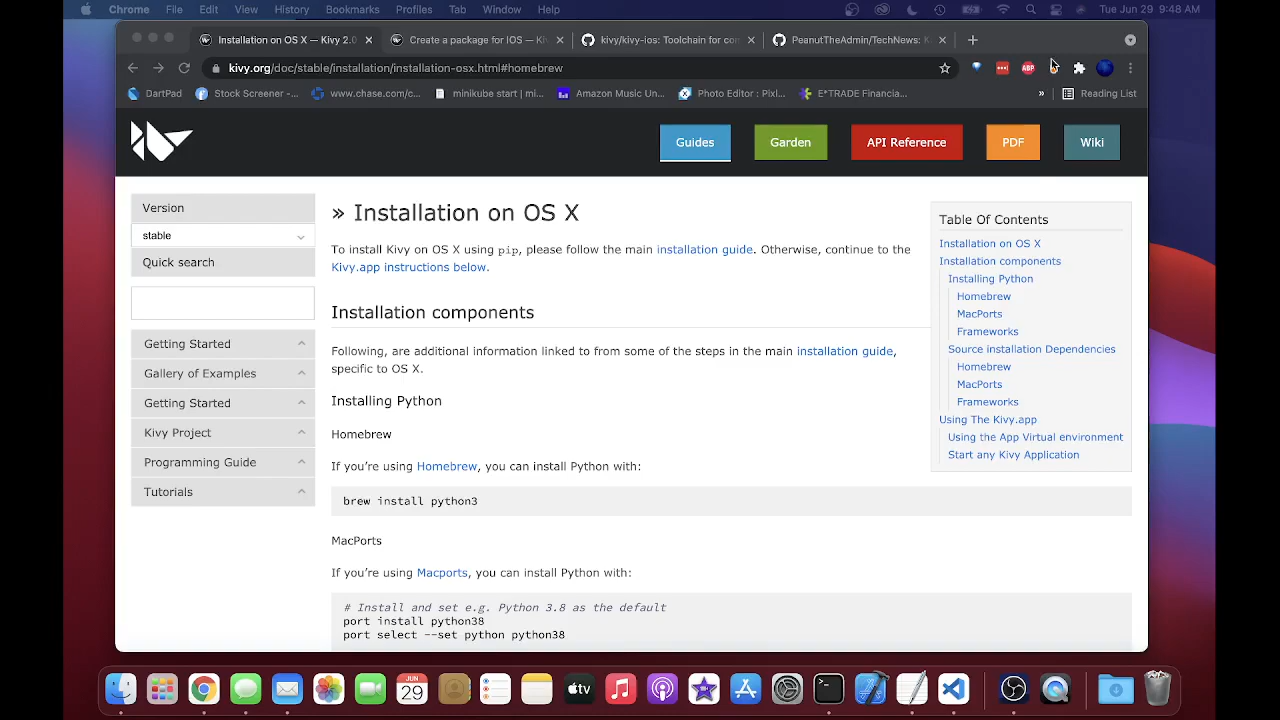 Chrome File Edit View History Bookmarks Profiles Tab Window Help Tue Jun 29 9:48 AM
Installation on OS X — Kivy 2.0 Create a package for IOS — Ki kivy/kivy-ios: Toolchain for co PeanutTheAdmin/TechNews: K
kivy.org/doc/stable/installation/installation-osx.html#homebrew
ABP
DartPad Stock Screener -... www.chase.com/c... minikube start | mi... Amazon Music Un... Photo Editor : Pixl... E*TRADE Financia... » Reading List
Guides Garden API Reference PDF Wiki
Version
stable
Quick search
Getting Started
Gallery of Examples
Getting Started
Kivy Project
Programming Guide
Tutorials
» Installation on OS X
To install Kivy on OS X using pip, please follow the main installation guide. Otherwise, continue to the
Kivy.app instructions below.
Installation components
Following, are additional information linked to from some of the steps in the main installation guide,
specific to OS X.
Installing Python
Homebrew
If you’re using Homebrew, you can install Python with:
brew install python3
MacPorts
If you’re using Macports, you can install Python with:
# Install and set e.g. Python 3.8 as the default
port install python38
port select --set python python38
Table Of Contents
Installation on OS X
Installation components
Installing Python
Homebrew
MacPorts
Frameworks
Source installation Dependencies
Homebrew
MacPorts
Frameworks
Using The Kivy.app
Using the App Virtual environment
Start any Kivy Application
JUN
29
tv